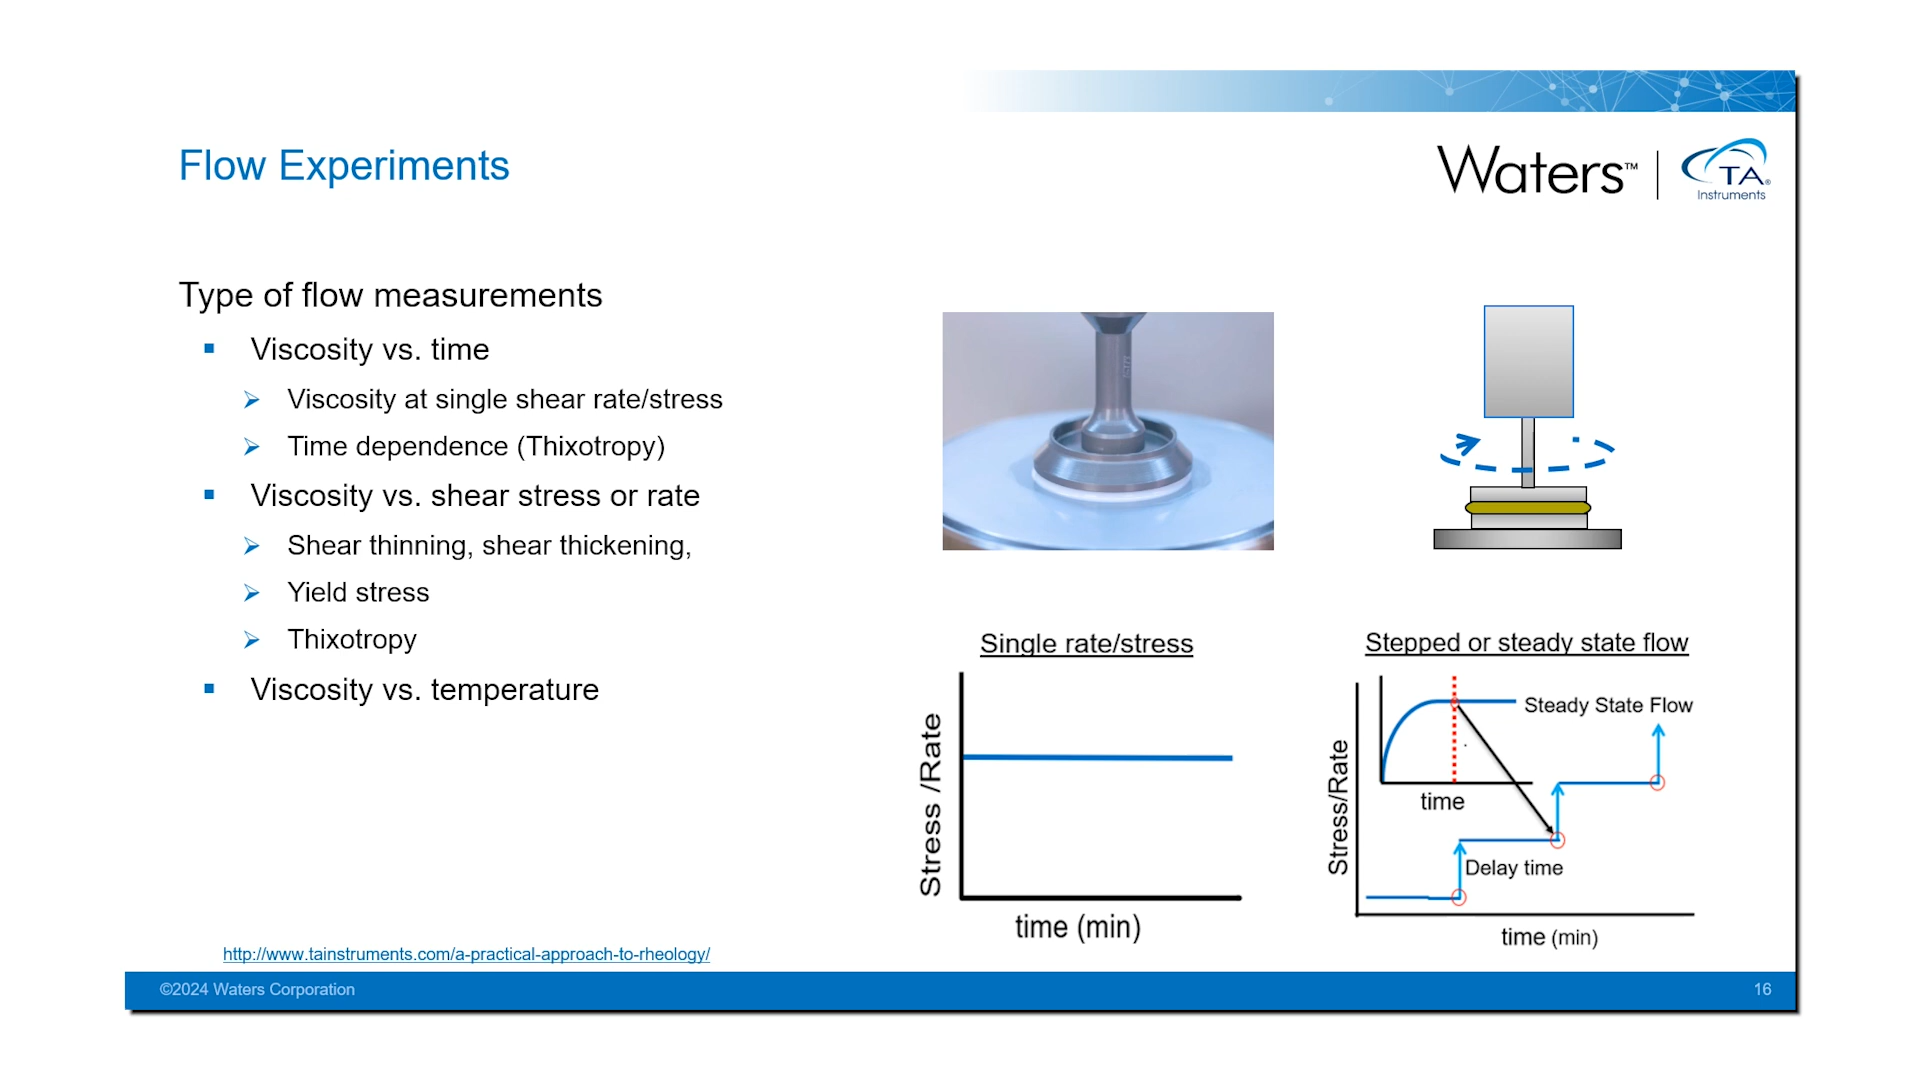 Flow Experiments
Waters™
TA®
Instruments
Type of flow measurements
Viscosity vs. time
Viscosity at single shear rate/stress
Time dependence (Thixotropy)
Viscosity vs. shear stress or rate
Shear thinning, shear thickening,
Yield stress
Thixotropy
Viscosity vs. temperature
Single rate/stress
Stress /Rate
time (min)
Stepped or steady state flow
Steady State Flow
time
Delay time
Stress/Rate
time (min)
http://www.tainstruments.com/a-practical-approach-to-rheology/
©2024 Waters Corporation
16